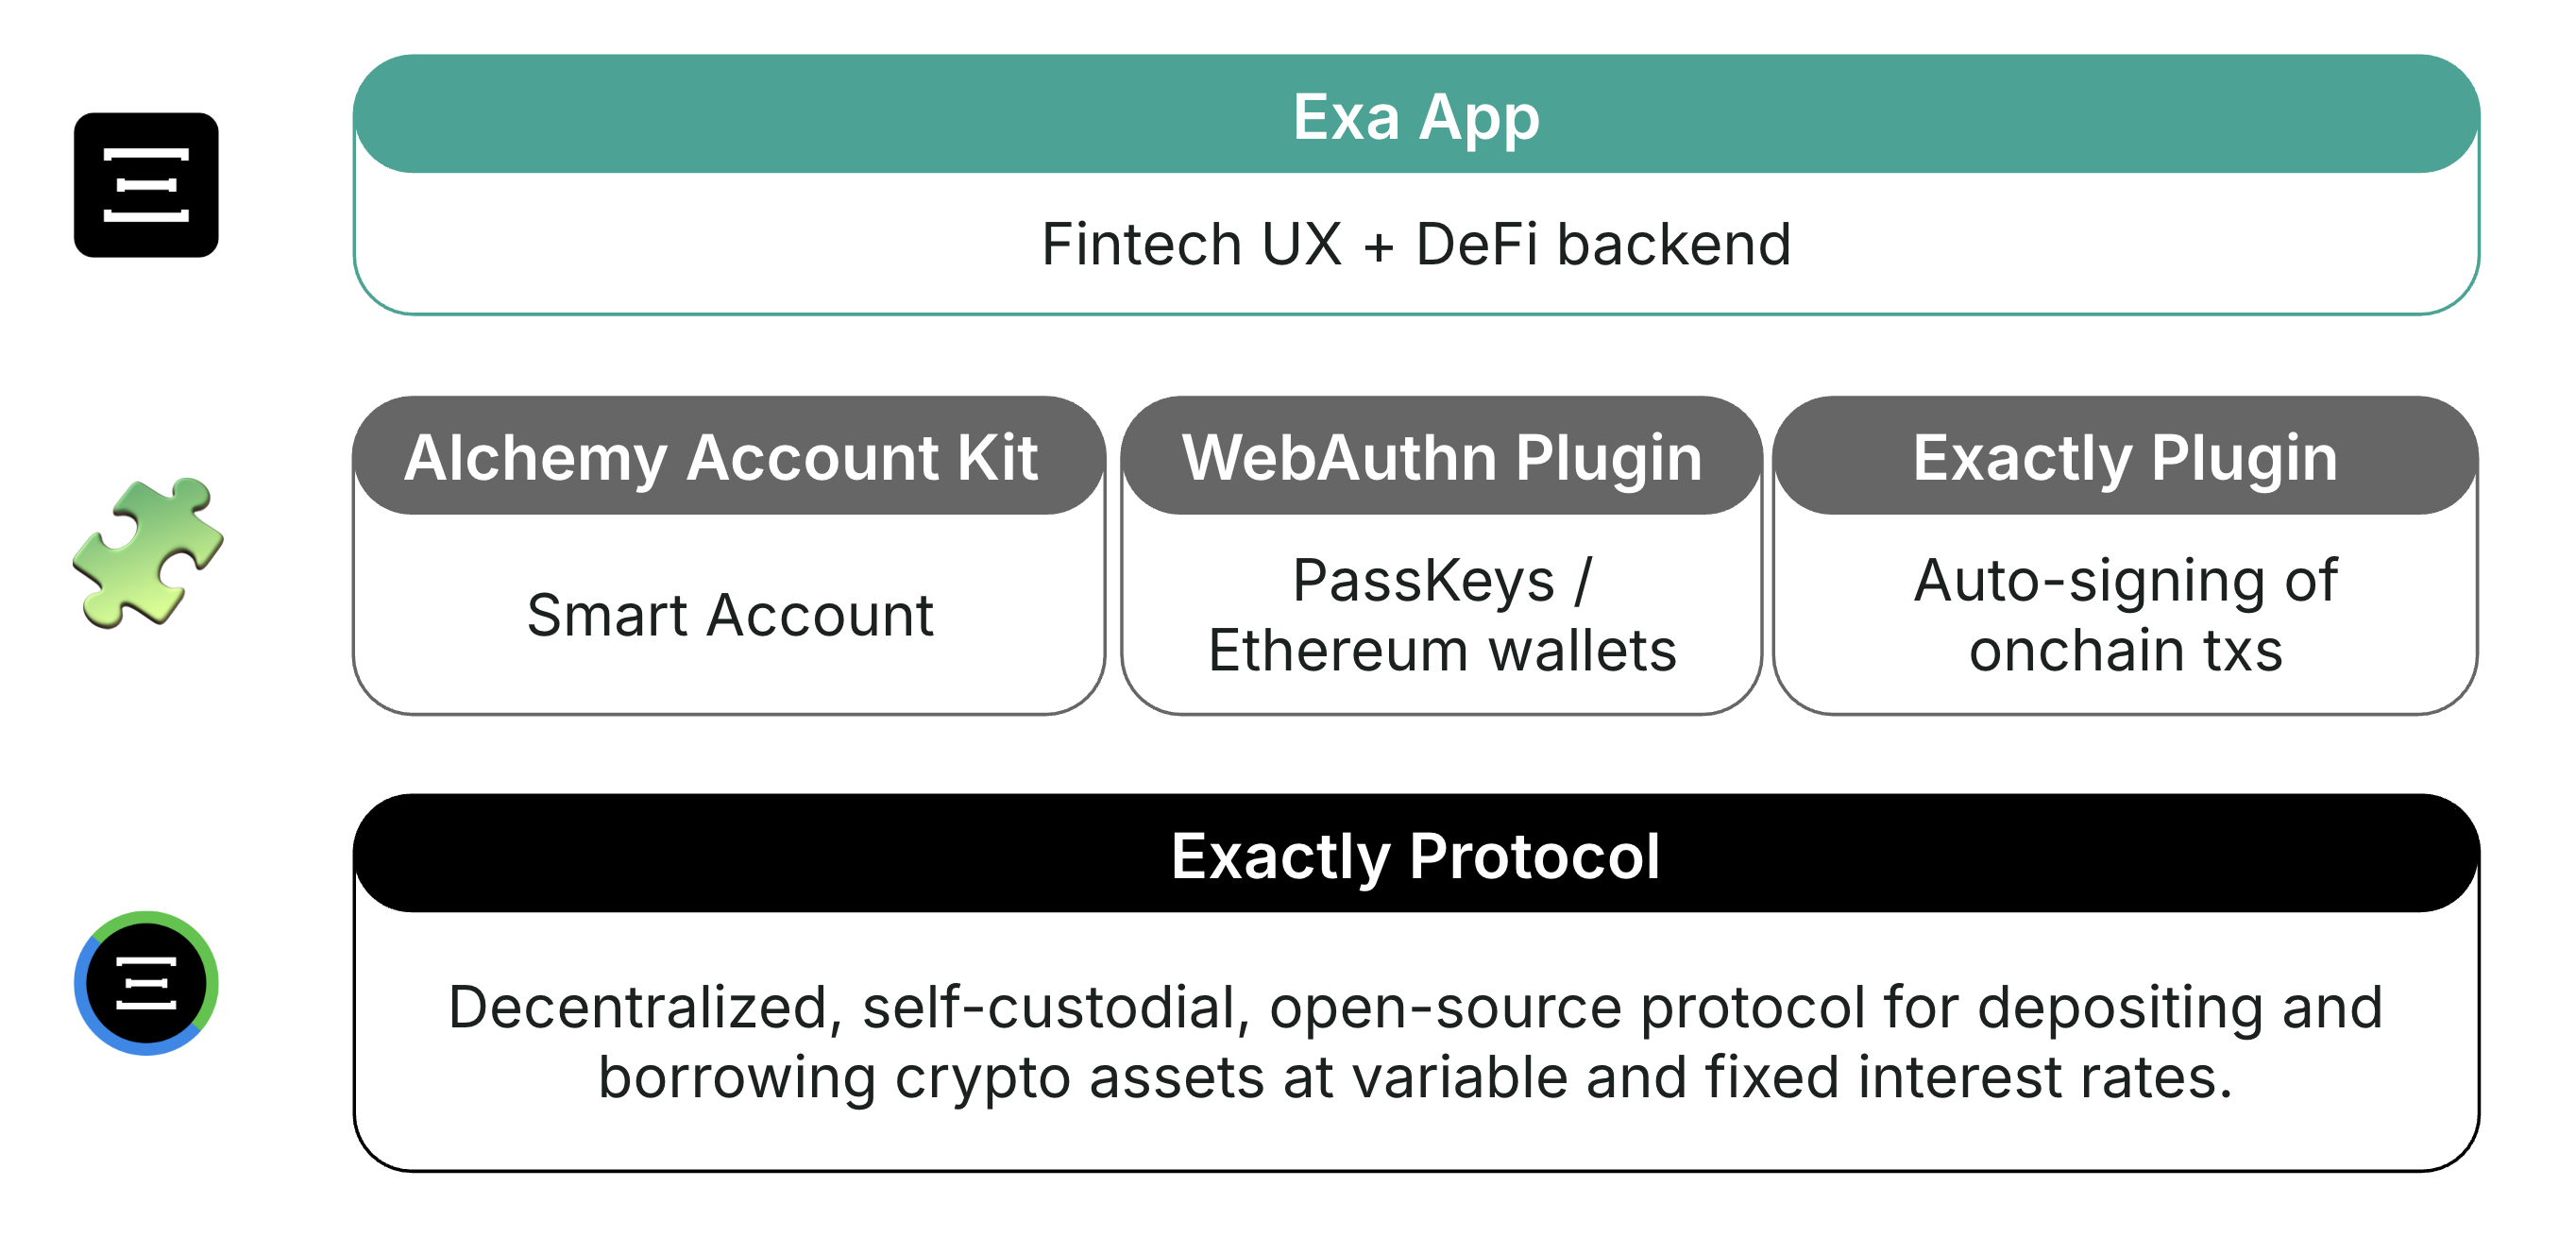 Exa App
Fintech UX + DeFi backend
Alchemy Account Kit
Smart Account
WebAuthn Plugin
PassKeys /
Ethereum wallets
Exactly Plugin
Auto-signing of
onchain txs
Exactly Protocol
Decentralized, self-custodial, open-source protocol for depositing and
borrowing crypto assets at variable and fixed interest rates.